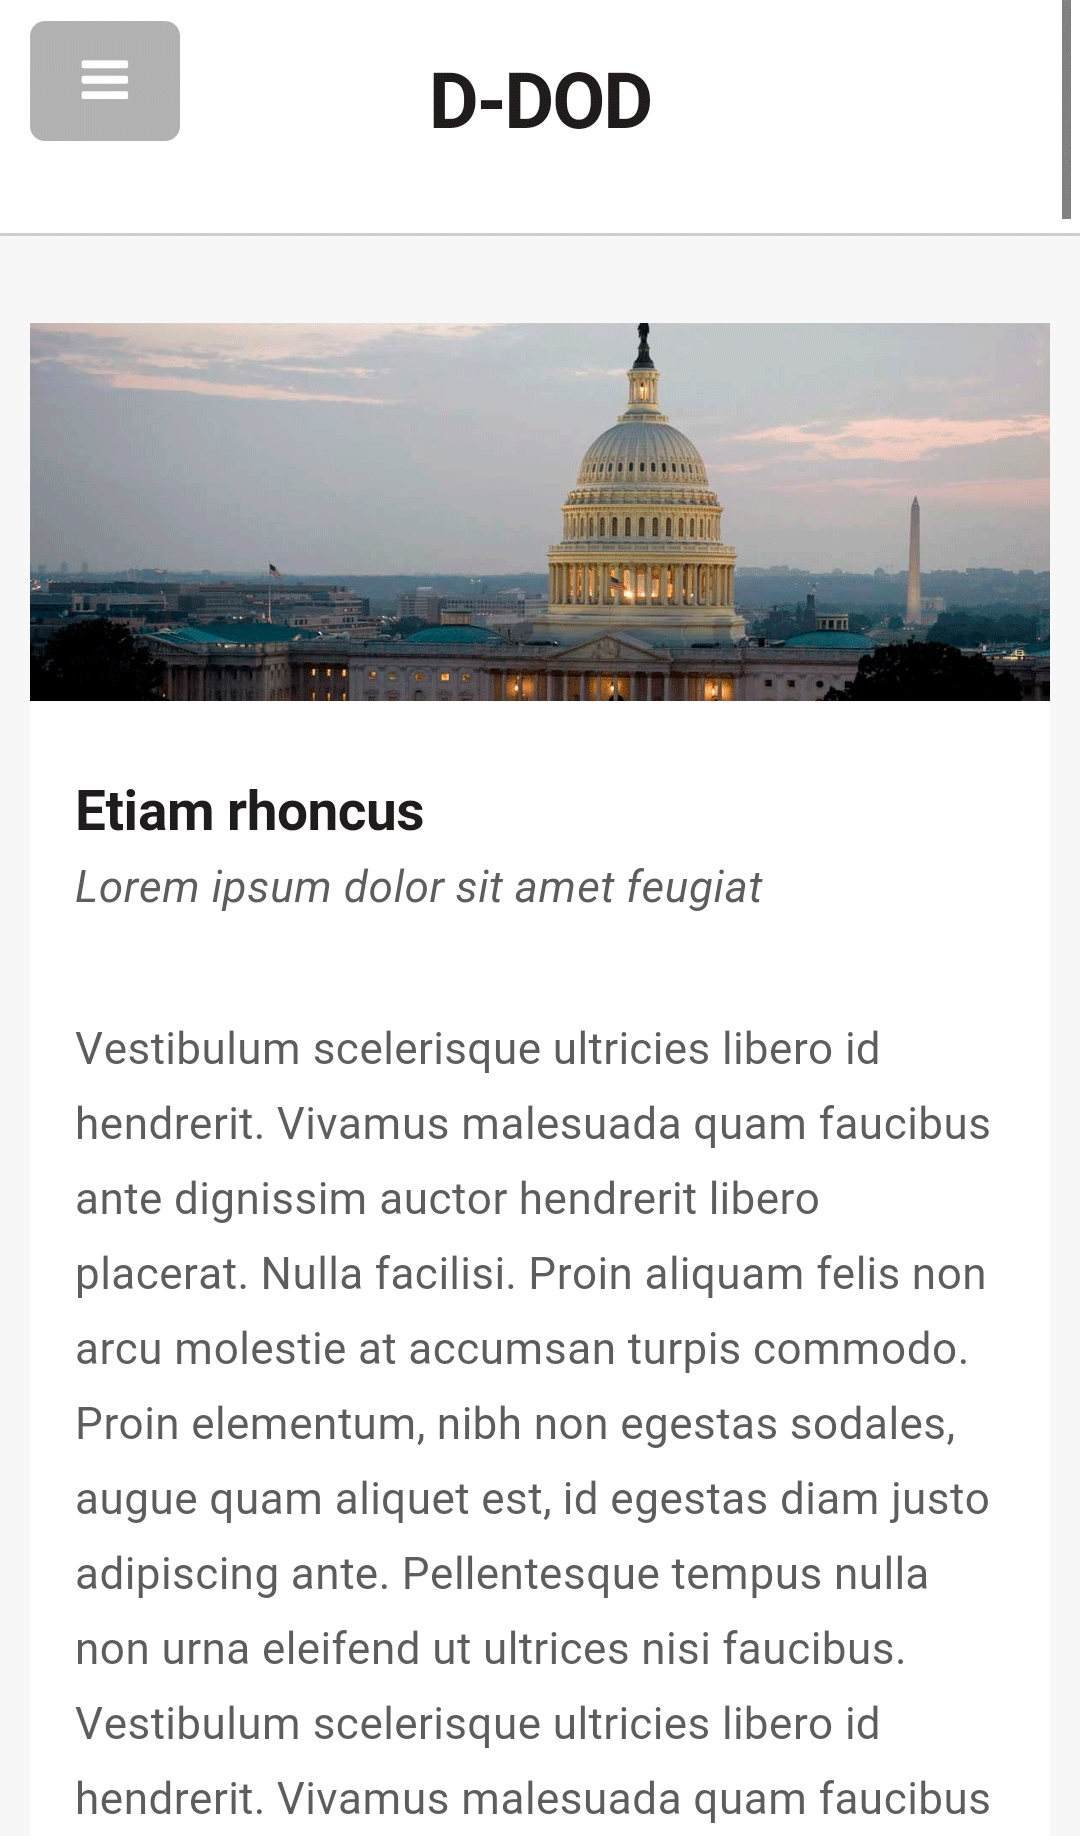 D-DOD
Etiam rhoncus
Lorem ipsum dolor sit amet feugiat
Vestibulum scelerisque ultricies libero id
hendrerit. Vivamus malesuada quam faucibus
ante dignissim auctor hendrerit libero
placerat. Nulla facilisi. Proin aliquam felis non
arcu molestie at accumsan turpis commodo.
Proin elementum, nibh non egestas sodales,
augue quam aliquet est, id egestas diam justo
adipiscing ante. Pellentesque tempus nulla
non urna eleifend ut ultrices nisi faucibus.
Vestibulum scelerisque ultricies libero id
hendrerit. Vivamus malesuada quam faucibus